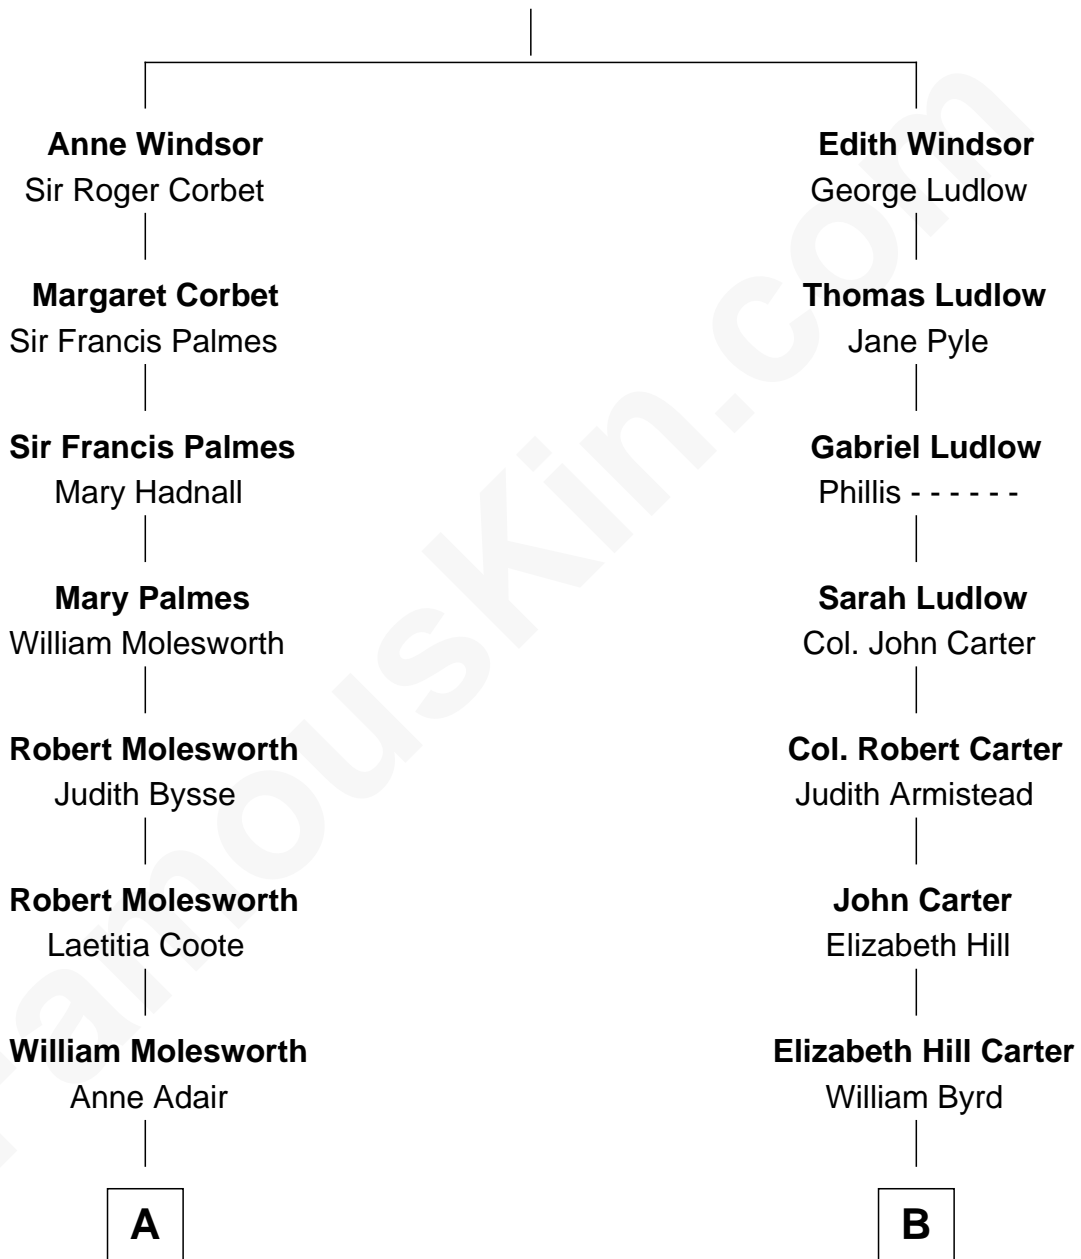 Anne Windsor
Sir Roger Corbet
Margaret Corbet
Sir Francis Palmes
Sir Francis Palmes
Mary Hadnall
Mary Palmes
William Molesworth
Robert Molesworth
Judith Bysse
Robert Molesworth
Laetitia Coote
William Molesworth
Anne Adair
A
Edith Windsor
George Ludlow
Thomas Ludlow
Jane Pyle
Gabriel Ludlow
Phillis - - - - - -
Sarah Ludlow
Col. John Carter
Col. Robert Carter
Judith Armistead
John Carter
Elizabeth Hill
Elizabeth Hill Carter
William Byrd
B
FamousKin.com